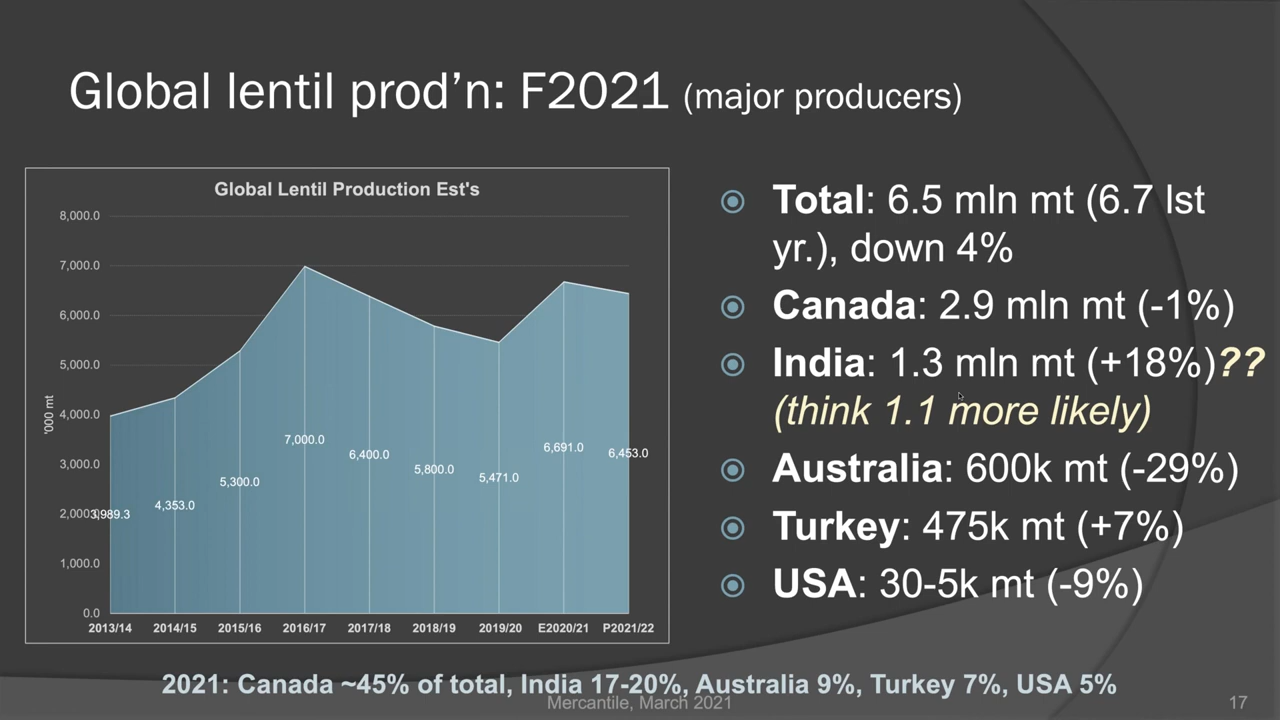 Global lentil prod’n: F2021 (major producers)
Global Lentil Production Est's
8,000.0
7,000.0
6,000.0
5,000.0
4,000.0
3,000.0
2,000.0
1,000.0
0.0
'000 mt
3,989.3
4,353.0
5,300.0
7,000.0
6,400.0
5,800.0
5,471.0
6,691.0
6,453.0
2013/14 2014/15 2015/16 2016/17 2017/18 2018/19 2019/20 E2020/21 P2021/22
Total: 6.5 mln mt (6.7 lst
yr.), down 4%
Canada: 2.9 mln mt (-1%)
India: 1.3 mln mt (+18%)??
(think 1.1 more likely)
Australia: 600k mt (-29%)
Turkey: 475k mt (+7%)
USA: 30-5k mt (-9%)
2021: Canada ~45% of total, India 17-20%, Australia 9%, Turkey 7%, USA 5%
Mercantile, March 2021
17